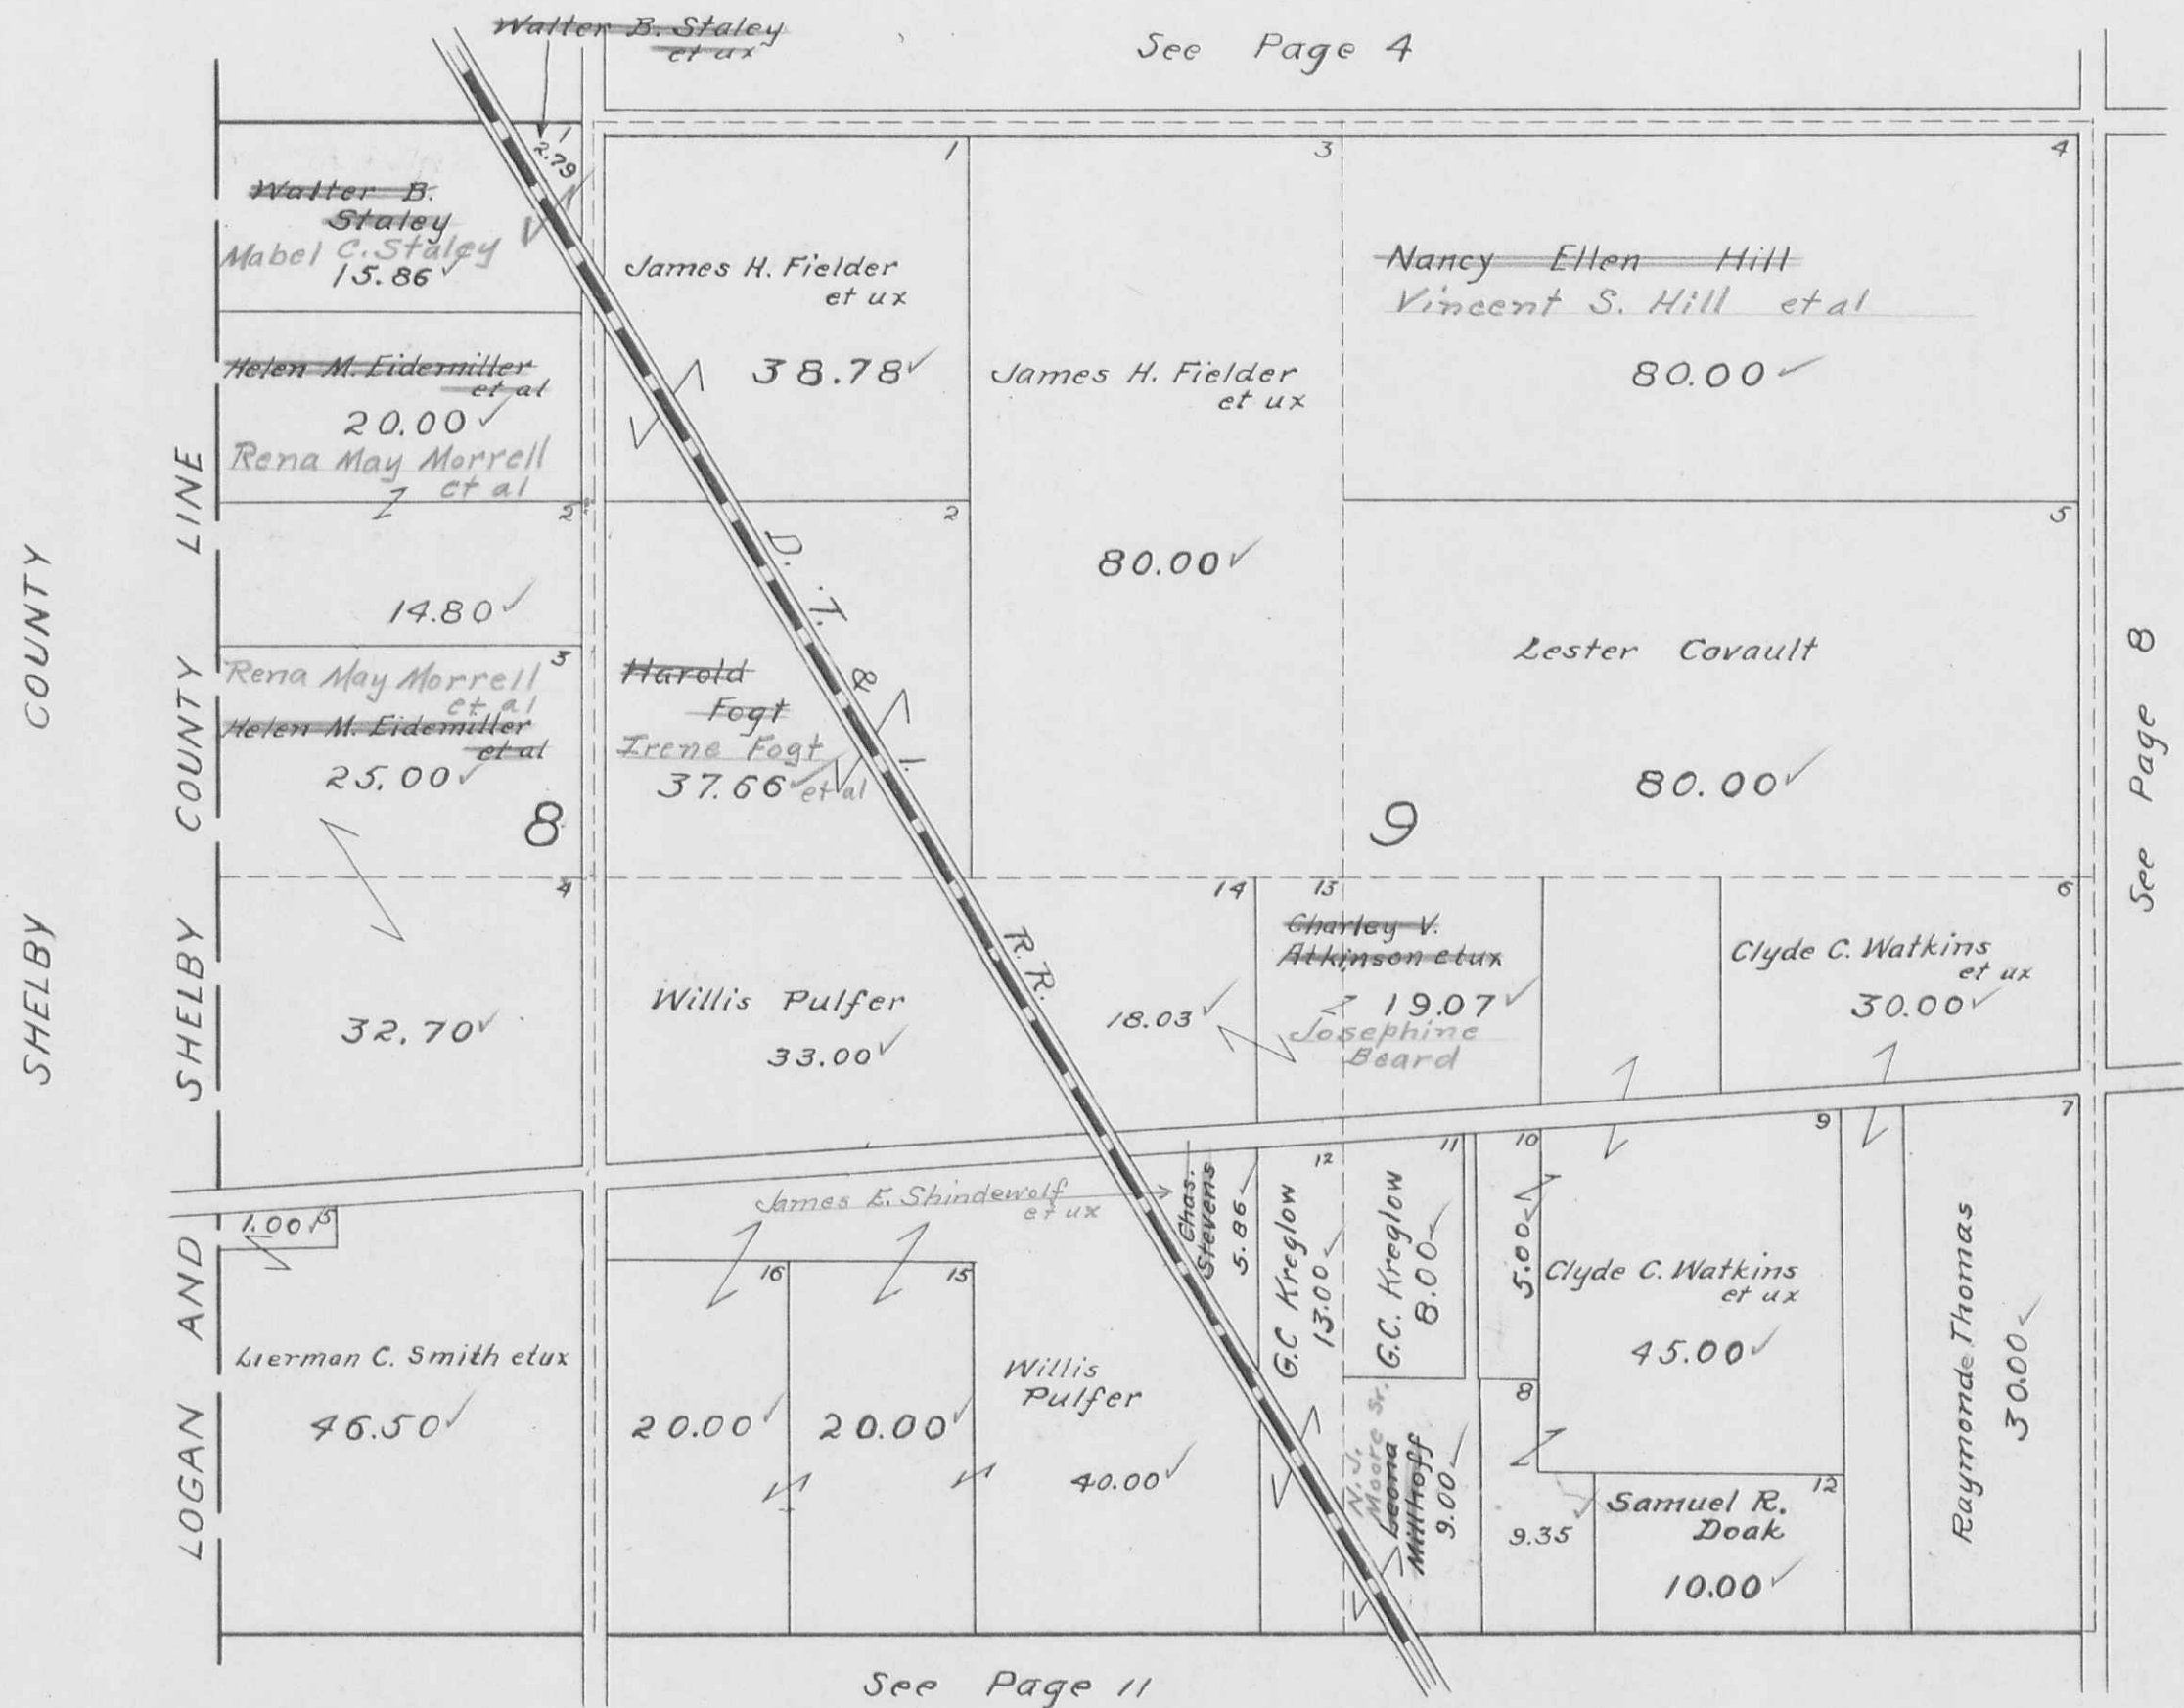 Walter B. Staley
et ux
See Page 4
1
2.79
Walter B.
Staley
Mabel C. Staley
15.86
Helen M. Eidemiller
et al
20.00
Rena May Morrell
et al
2
14.80
3
Rena May Morrell
et al
Helen M. Eidemiller
et al
25.00
8
4
32.70
1
James H. Fielder
et ux
38.78
2
Harold
Fogt
Irene Fogt
37.66 et al
D. T. & I. R. R.
3
James H. Fielder
et ux
80.00
4
Nancy Ellen Hill
Vincent S. Hill et al
80.00
5
Lester Covault
80.00
9
Willis Pulfer
33.00
14
18.03
13
Charley V.
Atkinson etux
19.07
Josephine
Beard
6
Clyde C. Watkins
et ux
30.00
SHELBY COUNTY
LOGAN AND SHELBY COUNTY LINE
See Page 8
1.00 5
Lierman C. Smith etux
46.50
James E. Shindewolf
et ux
16
20.00
15
20.00
Willis
Pulfer
40.00
Chas.
Stevens
5.86
12
G.C Kreglow
13.00
11
G.C. Kreglow
8.00
N. J.
Moore Sr.
Leona
Millhoff
9.00
10
5.00
8
9.35
9
Clyde C. Watkins
et ux
45.00
12
Samuel R.
Doak
10.00
7
Raymonde Thomas
30.00
See Page 11